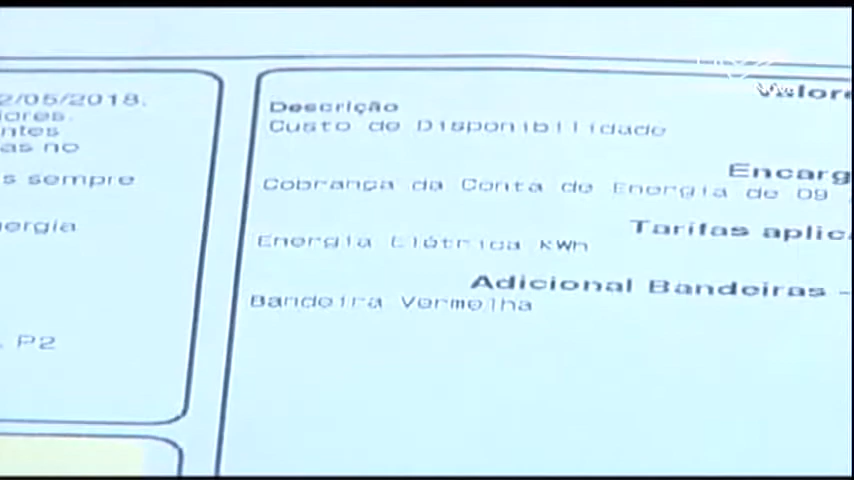 2/05/2018.
iores.
ntes
as no
s sempre
ergia
P2
Valore
Descrição
Custo de Disponibilidade
Encarg
Cobrança da Conta de Energia de 09
Tarifas aplica
Energia Elétrica KWh
Adicional Bandeiras -
Bandeira Vermelha